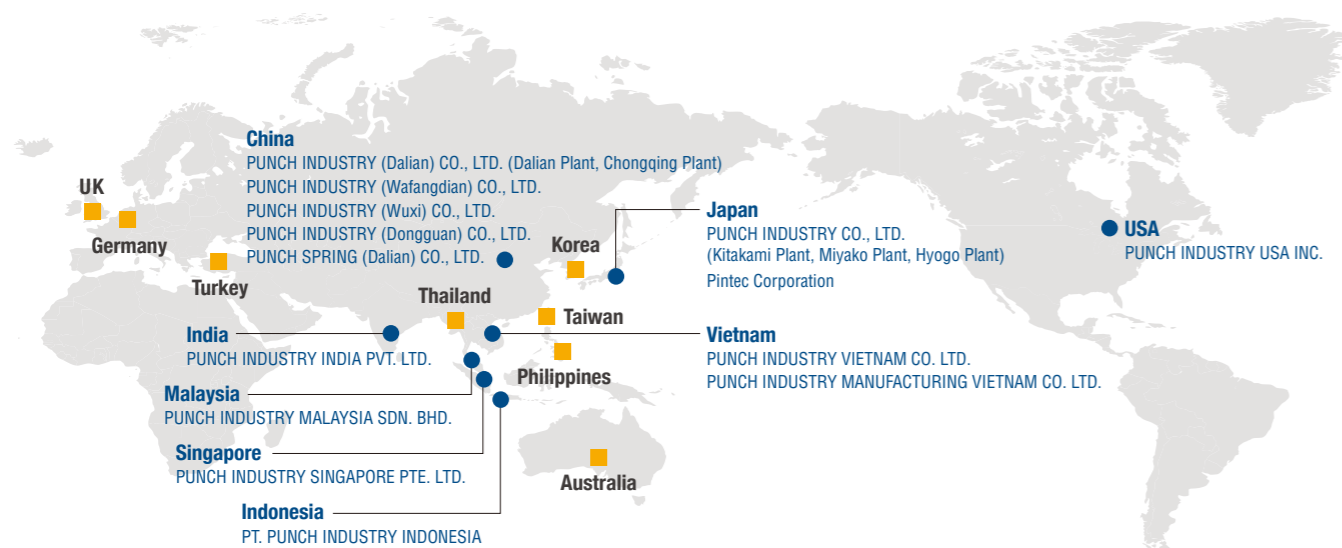 China
PUNCH INDUSTRY (Dalian) CO., LTD. (Dalian Plant, Chongqing Plant)
PUNCH INDUSTRY (Wafangdian) CO., LTD.
PUNCH INDUSTRY (Wuxi) CO., LTD.
PUNCH INDUSTRY (Dongguan) CO., LTD.
PUNCH SPRING (Dalian) CO., LTD.
UK
Germany
Turkey
Korea
Japan
PUNCH INDUSTRY CO., LTD.
(Kitakami Plant, Miyako Plant, Hyogo Plant)
Pintec Corporation
USA
PUNCH INDUSTRY USA INC.
Thailand
Taiwan
India
PUNCH INDUSTRY INDIA PVT. LTD.
Vietnam
PUNCH INDUSTRY VIETNAM CO. LTD.
PUNCH INDUSTRY MANUFACTURING VIETNAM CO. LTD.
Philippines
Malaysia
PUNCH INDUSTRY MALAYSIA SDN. BHD.
Singapore
PUNCH INDUSTRY SINGAPORE PTE. LTD.
Australia
Indonesia
PT. PUNCH INDUSTRY INDONESIA